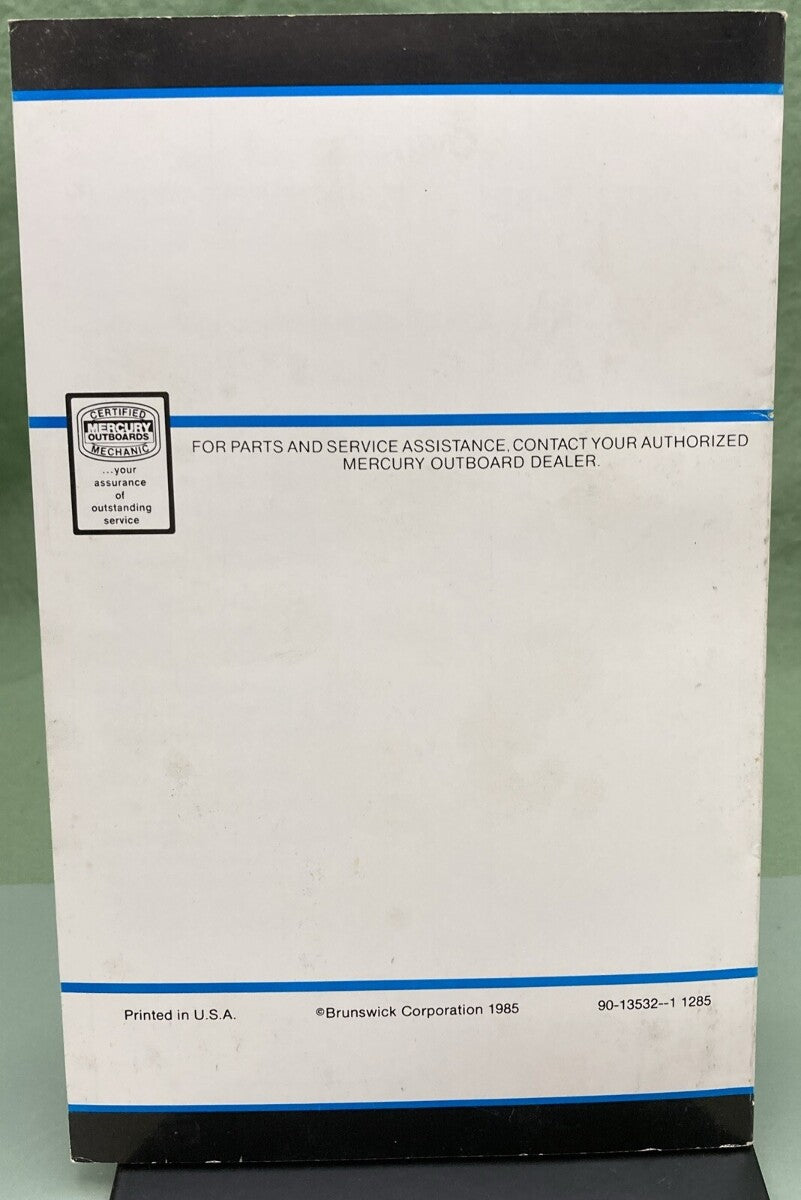 CERTIFIED
MERCURY
OUTBOARDS
MECHANIC
...your
assurance
of
outstanding
service
FOR PARTS AND SERVICE ASSISTANCE, CONTACT YOUR AUTHORIZED
MERCURY OUTBOARD DEALER.
Printed in U.S.A. ©Brunswick Corporation 1985 90-13532--1 1285